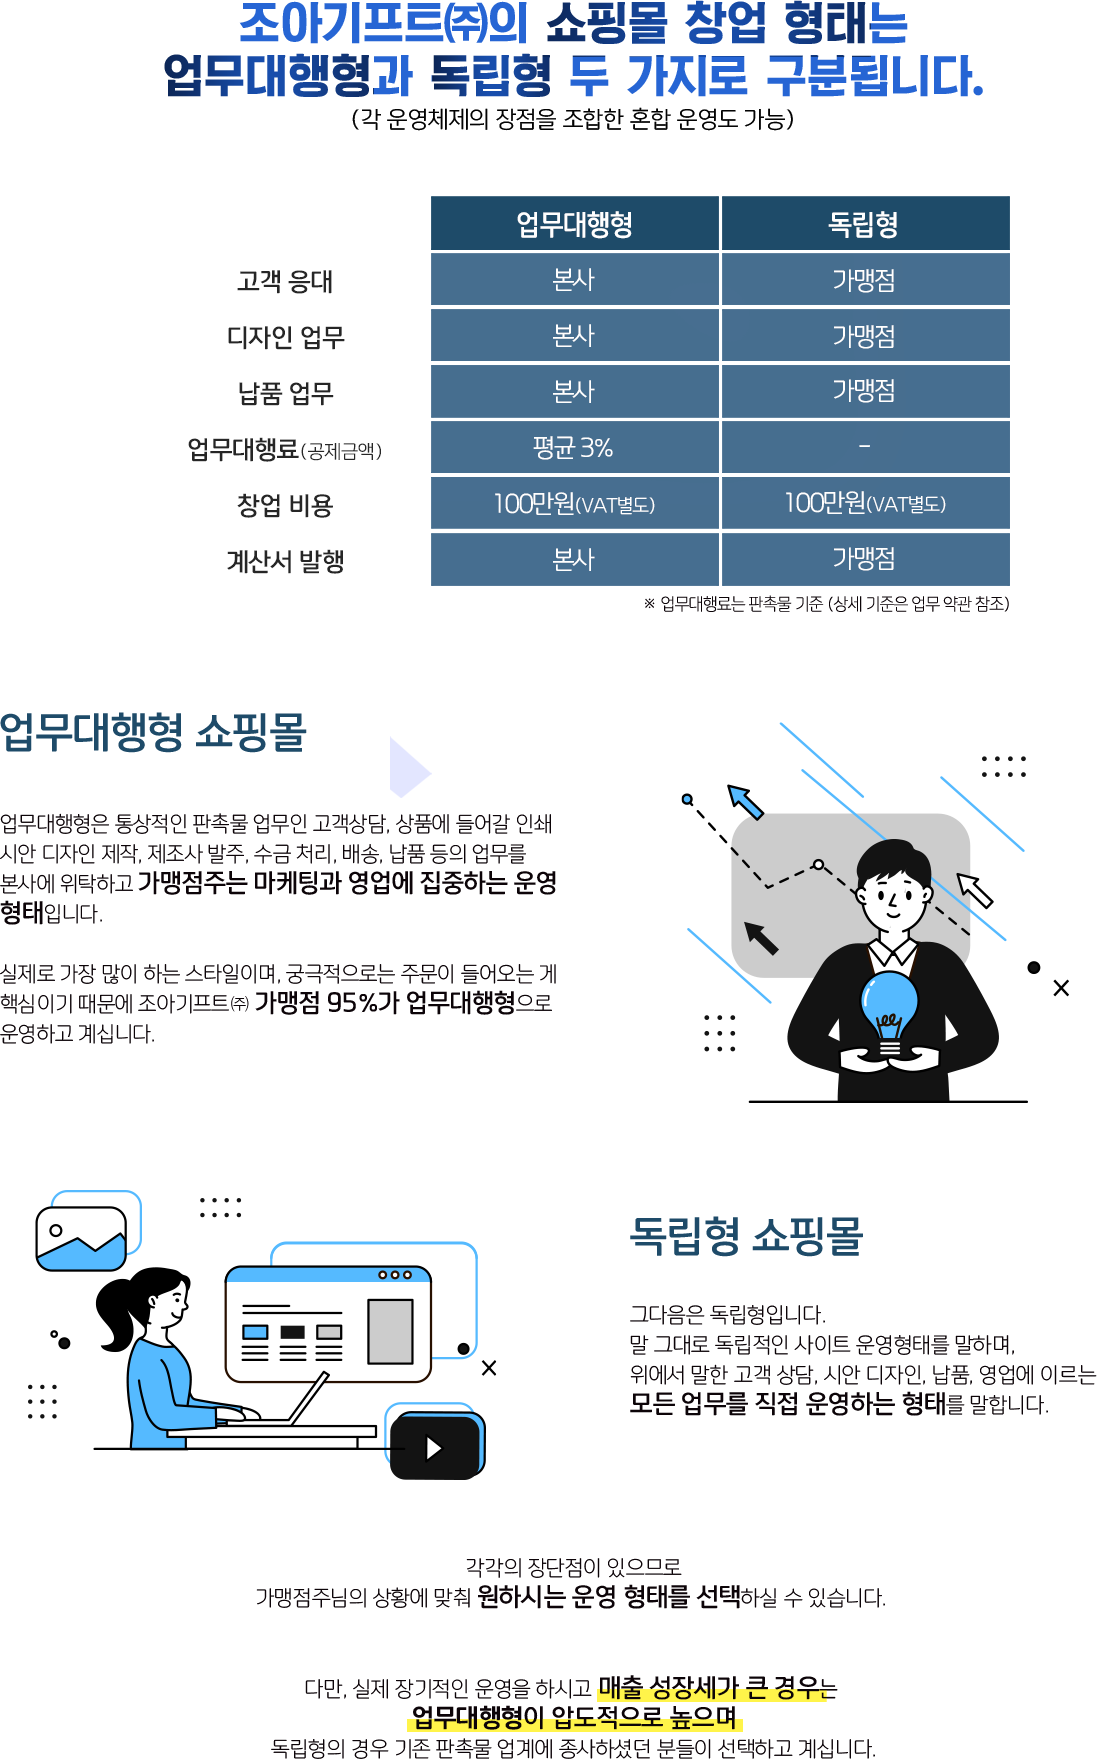 조아기프트㈜의 쇼핑몰 창업 형태는
업무대행형과 독립형 두 가지로 구분됩니다.
(각 운영체제의 장점을 조합한 혼합 운영도 가능)
업무대행형 독립형
고객 응대 본사 가맹점
디자인 업무 본사 가맹점
납품 업무 본사 가맹점
업무대행료(공제금액) 평균 3% -
창업 비용 100만원(VAT별도) 100만원(VAT별도)
계산서 발행 본사 가맹점
※ 업무대행료는 판촉물 기준 (상세 기준은 업무 약관 참조)
업무대행형 쇼핑몰
업무대행형은 통상적인 판촉물 업무인 고객상담, 상품에 들어갈 인쇄
시안 디자인 제작, 제조사 발주, 수금 처리, 배송, 납품 등의 업무를
본사에 위탁하고 가맹점주는 마케팅과 영업에 집중하는 운영
형태입니다.
실제로 가장 많이 하는 스타일이며, 궁극적으로는 주문이 들어오는 게
핵심이기 때문에 조아기프트㈜ 가맹점 95%가 업무대행형으로
운영하고 계십니다.
독립형 쇼핑몰
그다음은 독립형입니다.
말 그대로 독립적인 사이트 운영형태를 말하며,
위에서 말한 고객 상담, 시안 디자인, 납품, 영업에 이르는
모든 업무를 직접 운영하는 형태를 말합니다.
각각의 장단점이 있으므로
가맹점주님의 상황에 맞춰 원하시는 운영 형태를 선택하실 수 있습니다.
다만, 실제 장기적인 운영을 하시고 매출 성장세가 큰 경우는
업무대행형이 압도적으로 높으며
독립형의 경우 기존 판촉물 업계에 종사하셨던 분들이 선택하고 계십니다.